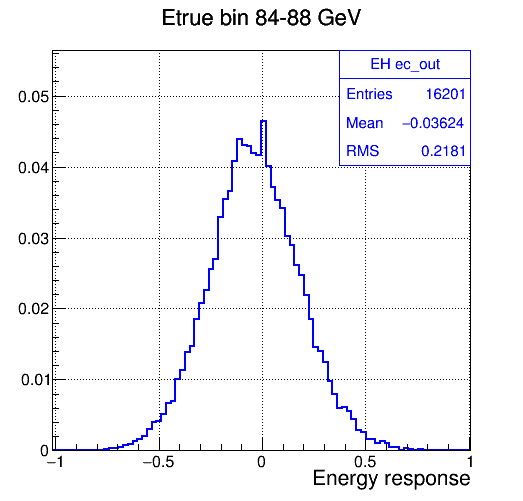 Etrue bin 84-88 GeV
EH ec_out
Entries 16201
Mean −0.03624
RMS 0.2181
0.05
0.04
0.03
0.02
0.01
0
−1 −0.5 0 0.5 1
Energy response